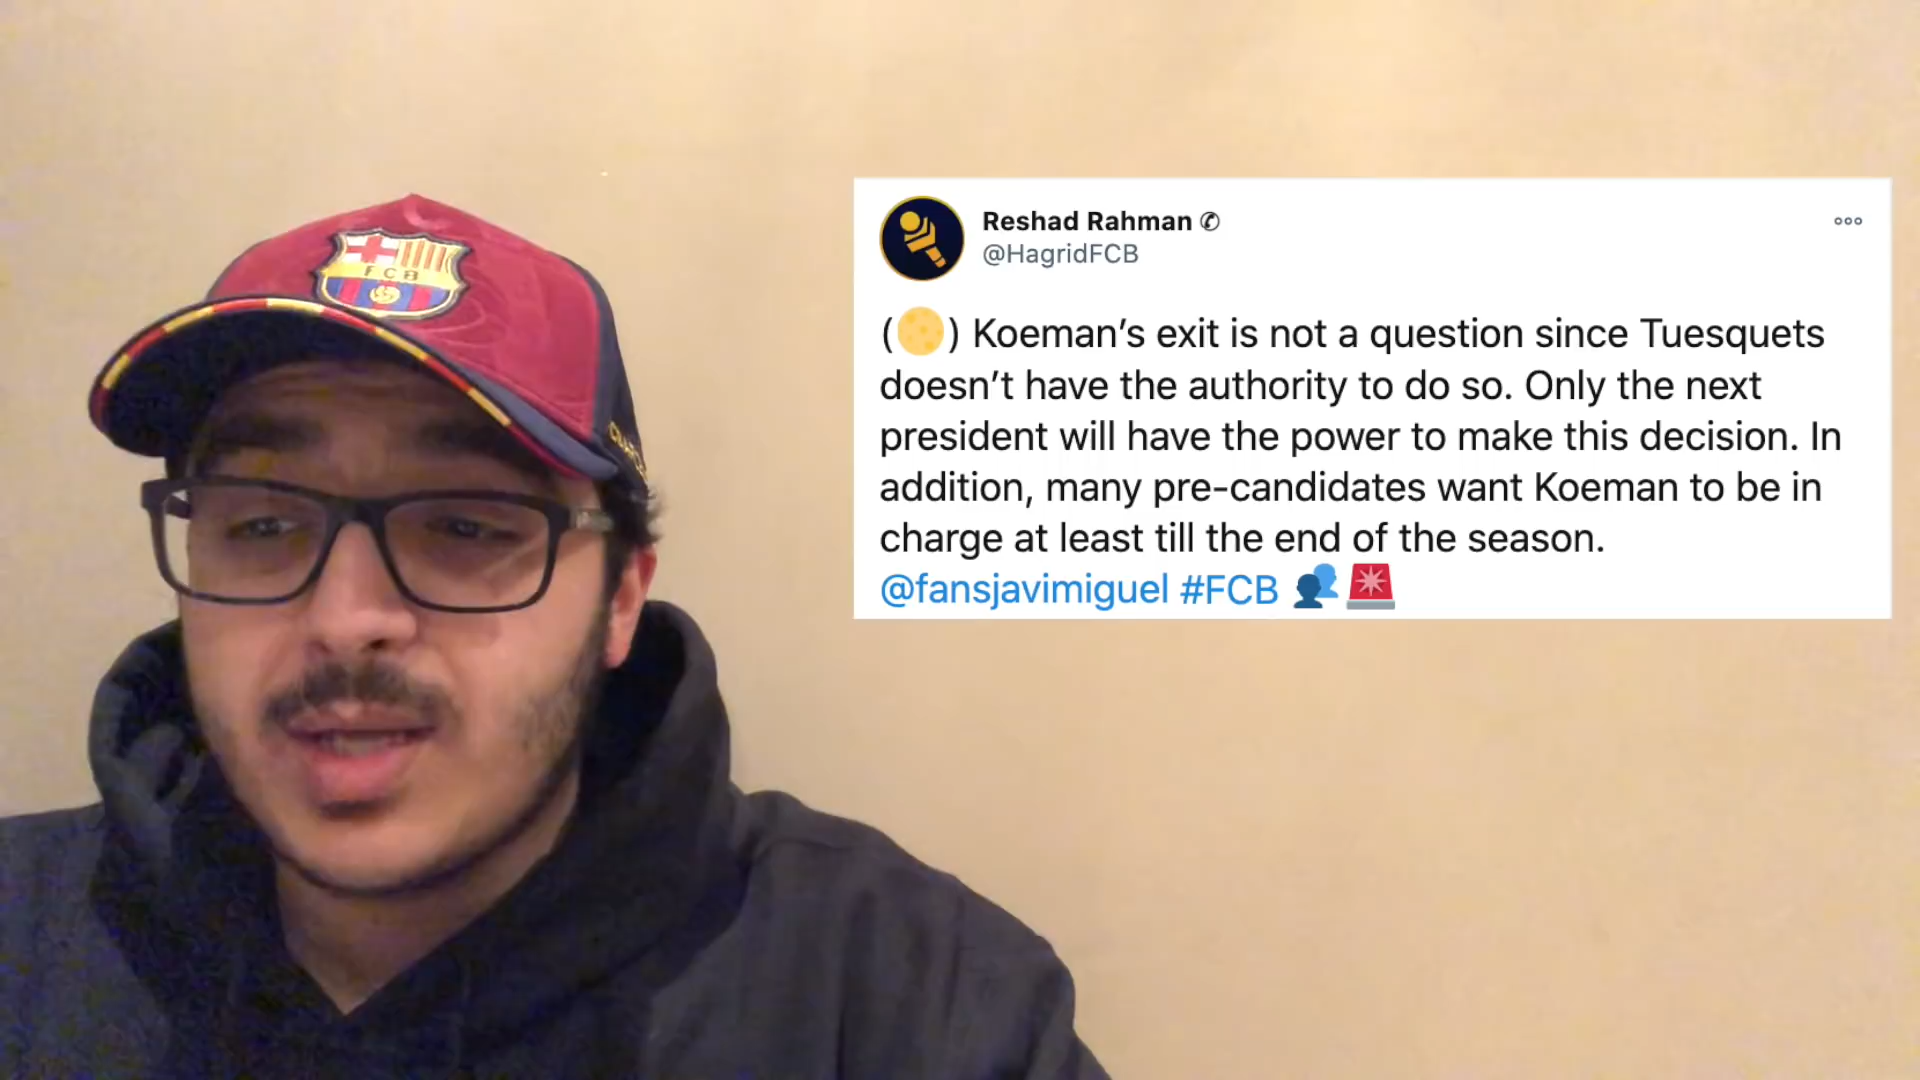 FCB
Reshad Rahman ✆
@HagridFCB
(🌕) Koeman’s exit is not a question since Tuesquets
doesn’t have the authority to do so. Only the next
president will have the power to make this decision. In
addition, many pre-candidates want Koeman to be in
charge at least till the end of the season.
@fansjavimiguel #FCB 👥🚨